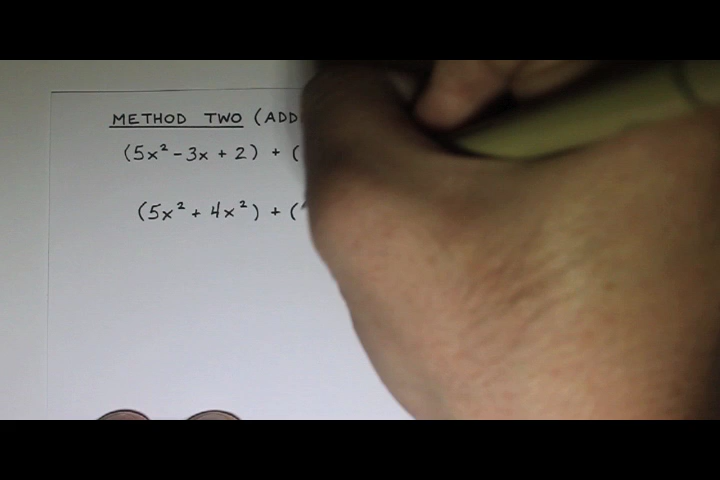 METHOD TWO (ADD
(5x² - 3x + 2) + (
(5x² + 4x²) + (